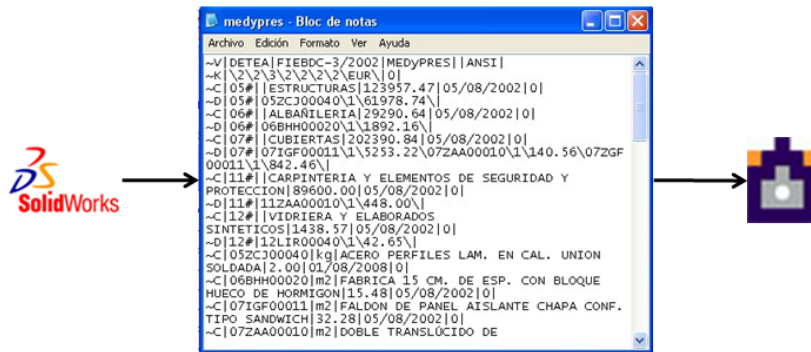 medypres - Bloc de notas
Archivo Edición Formato Ver Ayuda
~V|DETEA|FIEBDC-3/2002|MEDyPRES||ANSI|
~K|\2\2\3\2\2\2\2\EUR\|0|
~C|05#||ESTRUCTURAS|123957.47|05/08/2002|0|
~D|05#|05ZCJ00040\1\61978.74\|
~C|06#||ALBAÑILERIA|29290.64|05/08/2002|0|
~D|06#|06BHH00020\1\1892.16\|
~C|07#||CUBIERTAS|202390.84|05/08/2002|0|
~D|07#|07IGF00011\1\5253.22\07ZAA00010\1\140.56\07ZGF
00011\1\842.46\|
~C|11#||CARPINTERIA Y ELEMENTOS DE SEGURIDAD Y
PROTECCION|89600.00|05/08/2002|0|
~D|11#|11ZAA00010\1\448.00\|
~C|12#||VIDRIERA Y ELABORADOS
SINTETICOS|1438.57|05/08/2002|0|
~D|12#|12LIR00040\1\42.65\|
~C|05ZCJ00040|kg|ACERO PERFILES LAM. EN CAL. UNION
SOLDADA|2.00|01/08/2008|0|
~C|06BHH00020|m2|FABRICA 15 CM. DE ESP. CON BLOQUE
HUECO DE HORMIGON|15.48|05/08/2002|0|
~C|07IGF00011|m2|FALDON DE PANEL AISLANTE CHAPA CONF.
TIPO SANDWICH|32.28|05/08/2002|0|
~C|07ZAA00010|m2|DOBLE TRANSLÚCIDO DE
SolidWorks